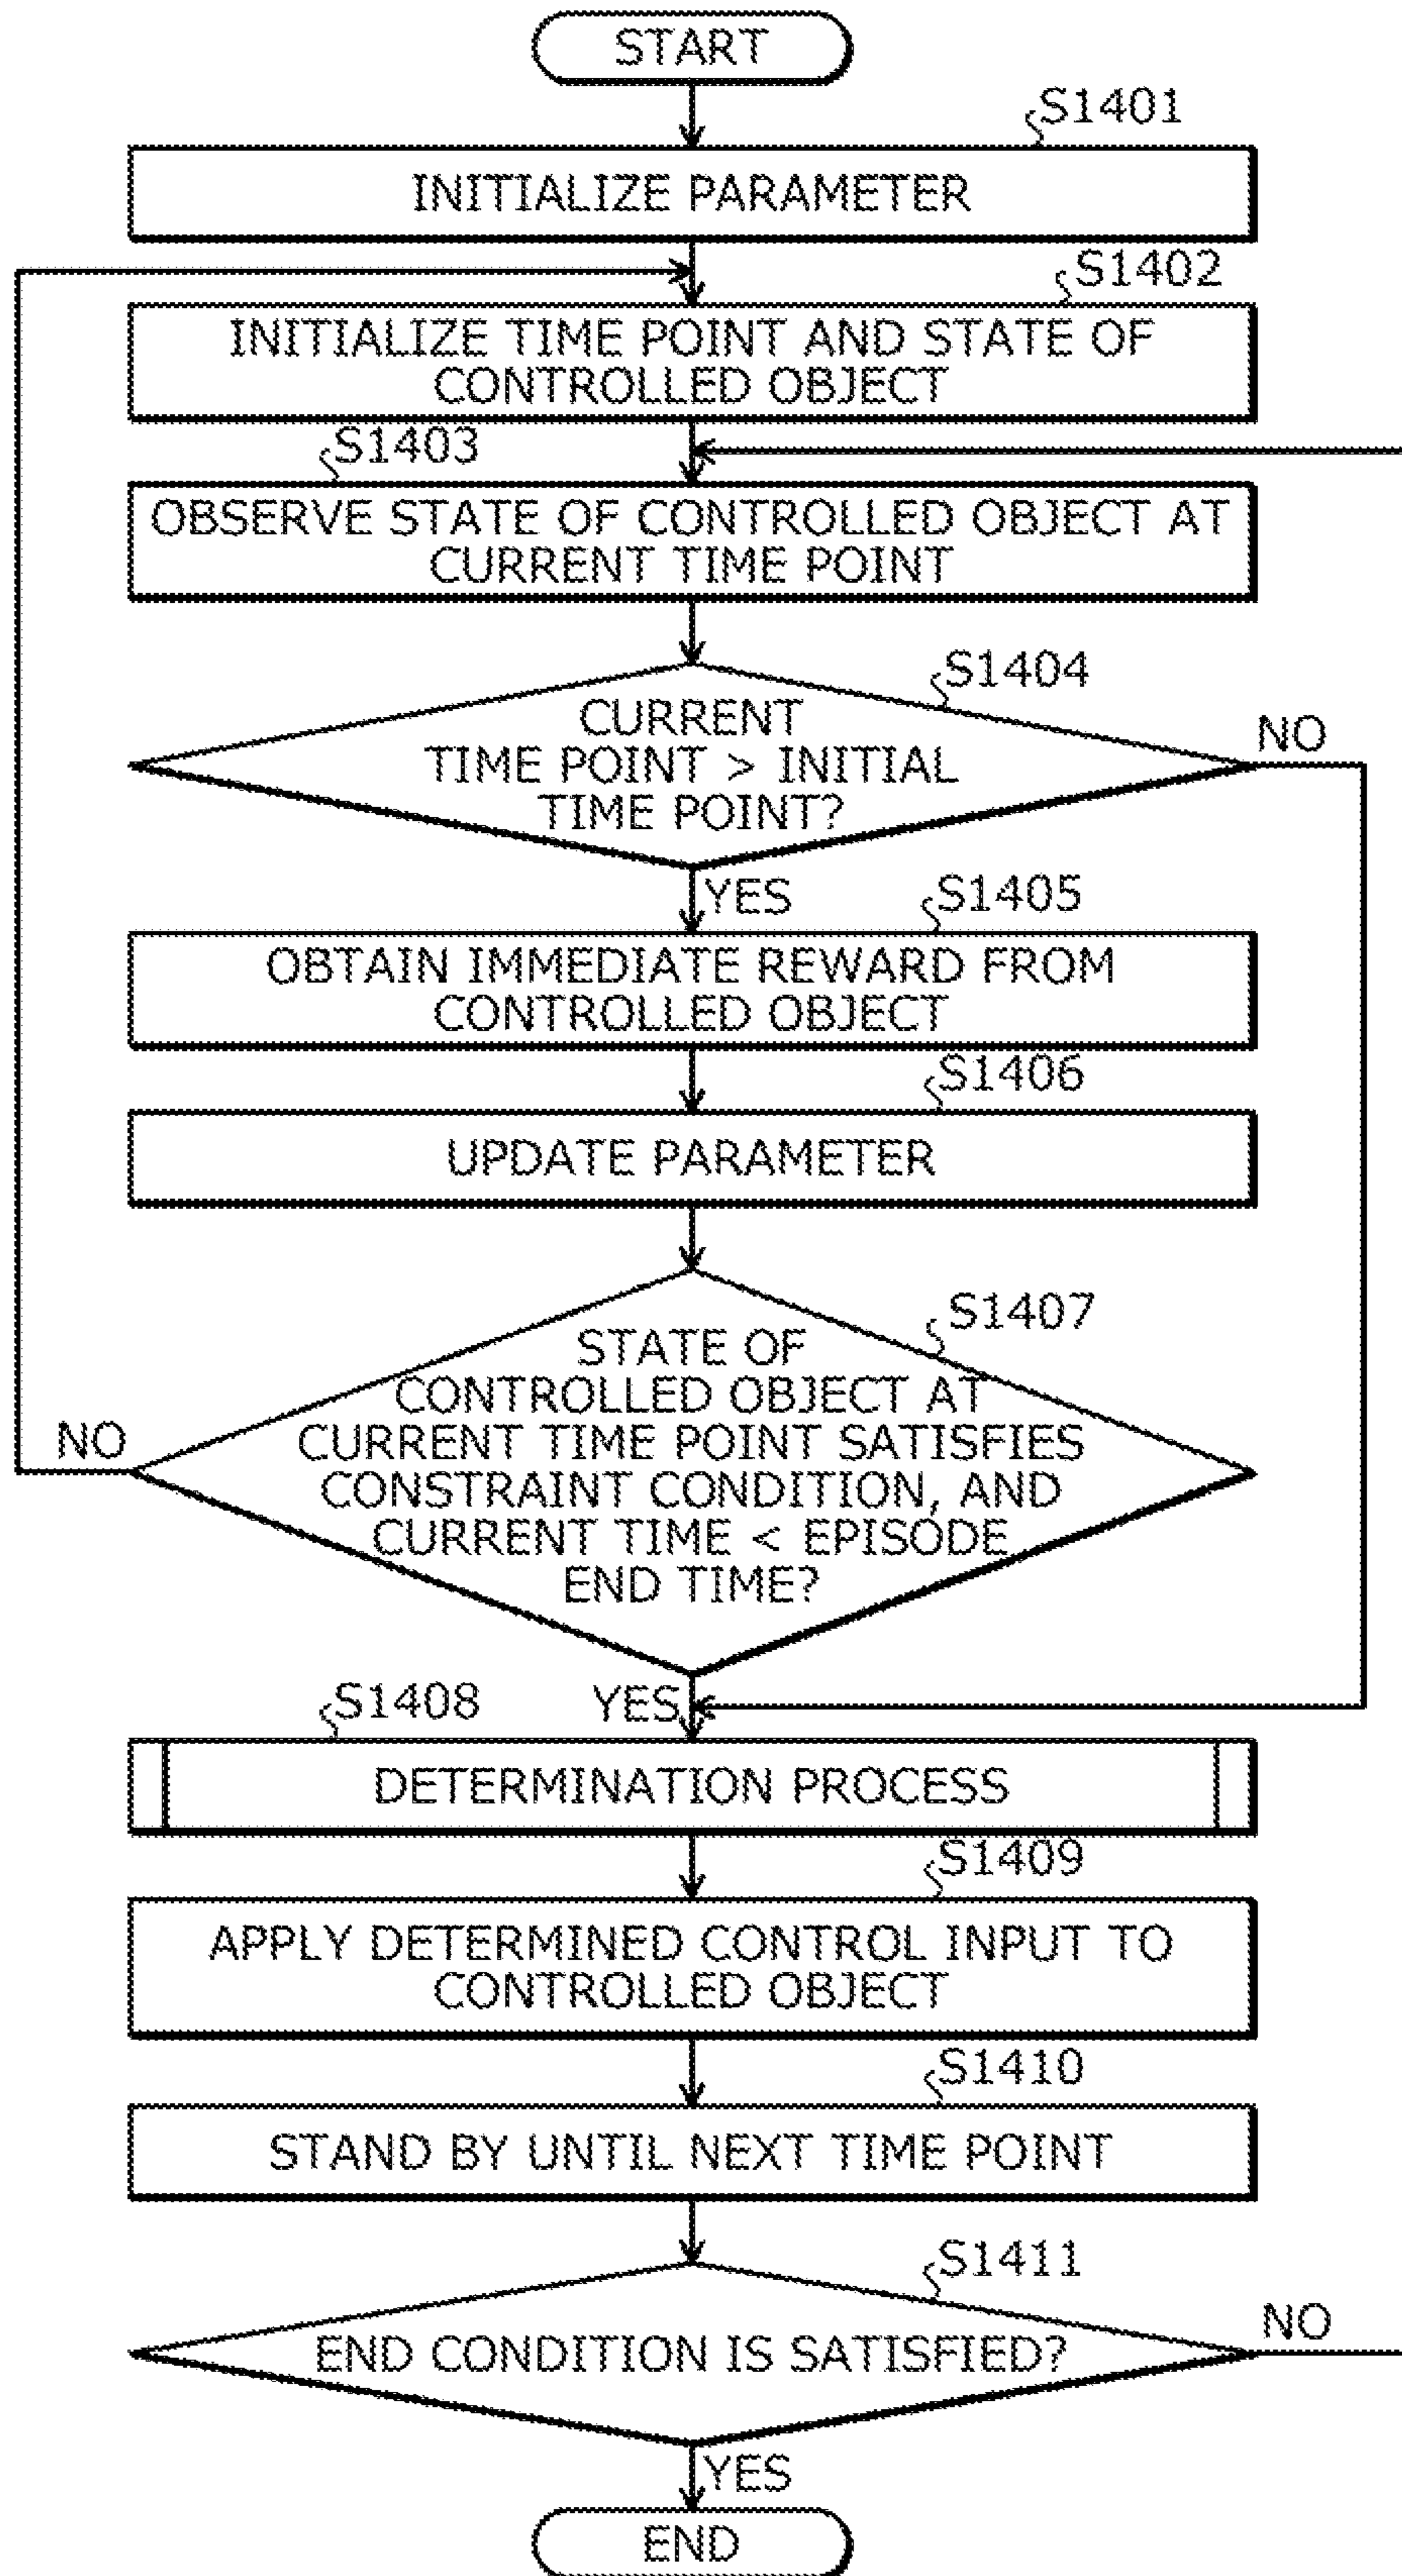 START
S1401
INITIALIZE PARAMETER
S1402
INITIALIZE TIME POINT AND STATE OF
CONTROLLED OBJECT
S1403
OBSERVE STATE OF CONTROLLED OBJECT AT
CURRENT TIME POINT
S1404
CURRENT
TIME POINT > INITIAL
TIME POINT?
NO
YES
S1405
OBTAIN IMMEDIATE REWARD FROM
CONTROLLED OBJECT
S1406
UPDATE PARAMETER
S1407
STATE OF
CONTROLLED OBJECT AT
CURRENT TIME POINT SATISFIES
CONSTRAINT CONDITION, AND
CURRENT TIME < EPISODE
END TIME?
NO
YES
S1408
DETERMINATION PROCESS
S1409
APPLY DETERMINED CONTROL INPUT TO
CONTROLLED OBJECT
S1410
STAND BY UNTIL NEXT TIME POINT
S1411
END CONDITION IS SATISFIED?
NO
YES
END